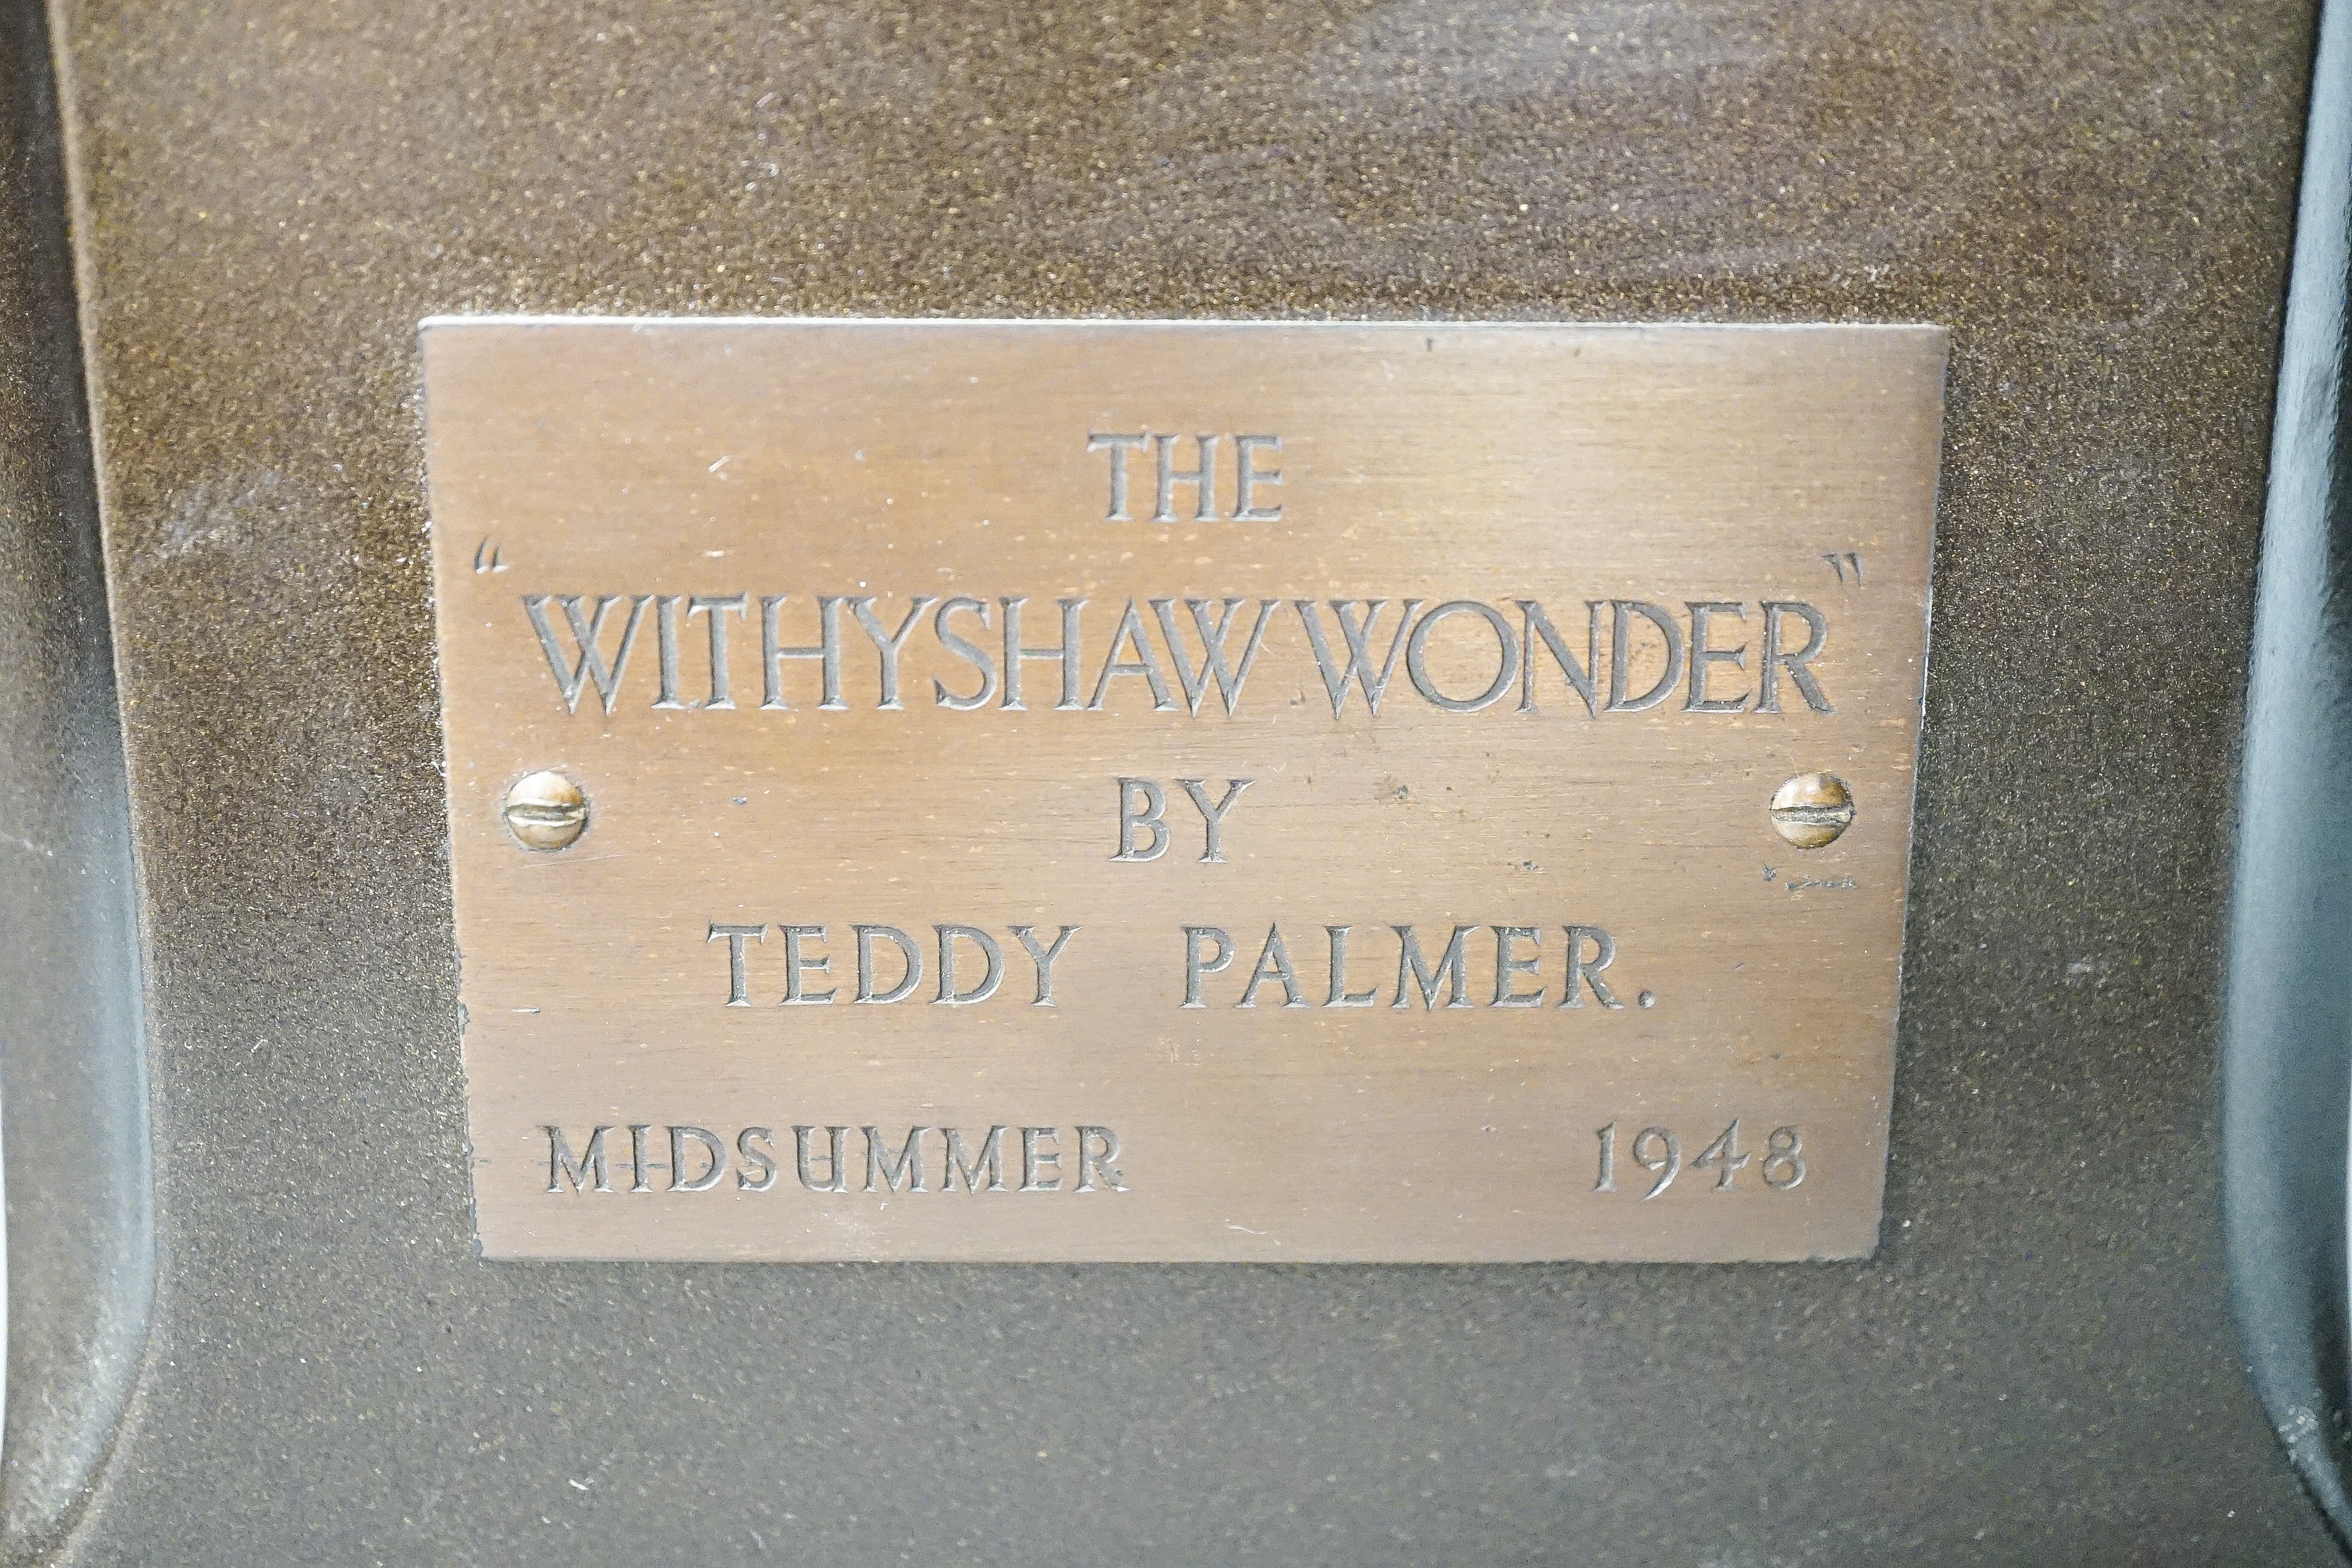 THE
“WITHYSHAW WONDER”
BY
TEDDY PALMER.
MIDSUMMER 1948